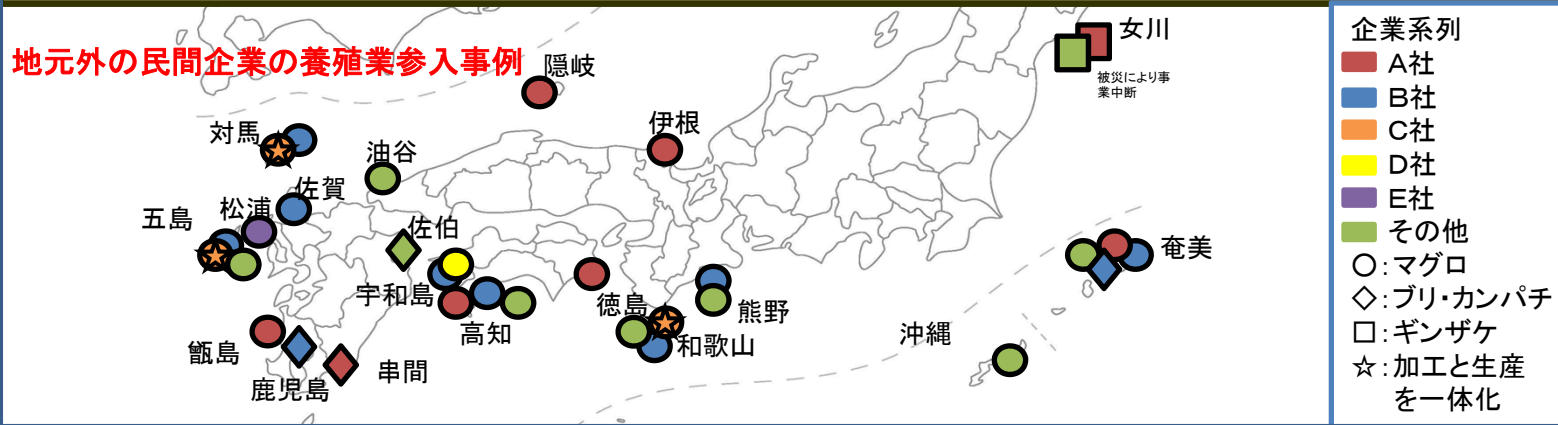 地元外の民間企業の養殖業参入事例
隠岐
女川
被災により事
業中断
対馬
油谷
伊根
佐賀
松浦
五島
佐伯
宇和島
高知
徳島
熊野
和歌山
奄美
沖縄
甑島
鹿児島
串間
企業系列
A社
B社
C社
D社
E社
その他
○:マグロ
◇:ブリ・カンパチ
□:ギンザケ
☆:加工と生産
を一体化